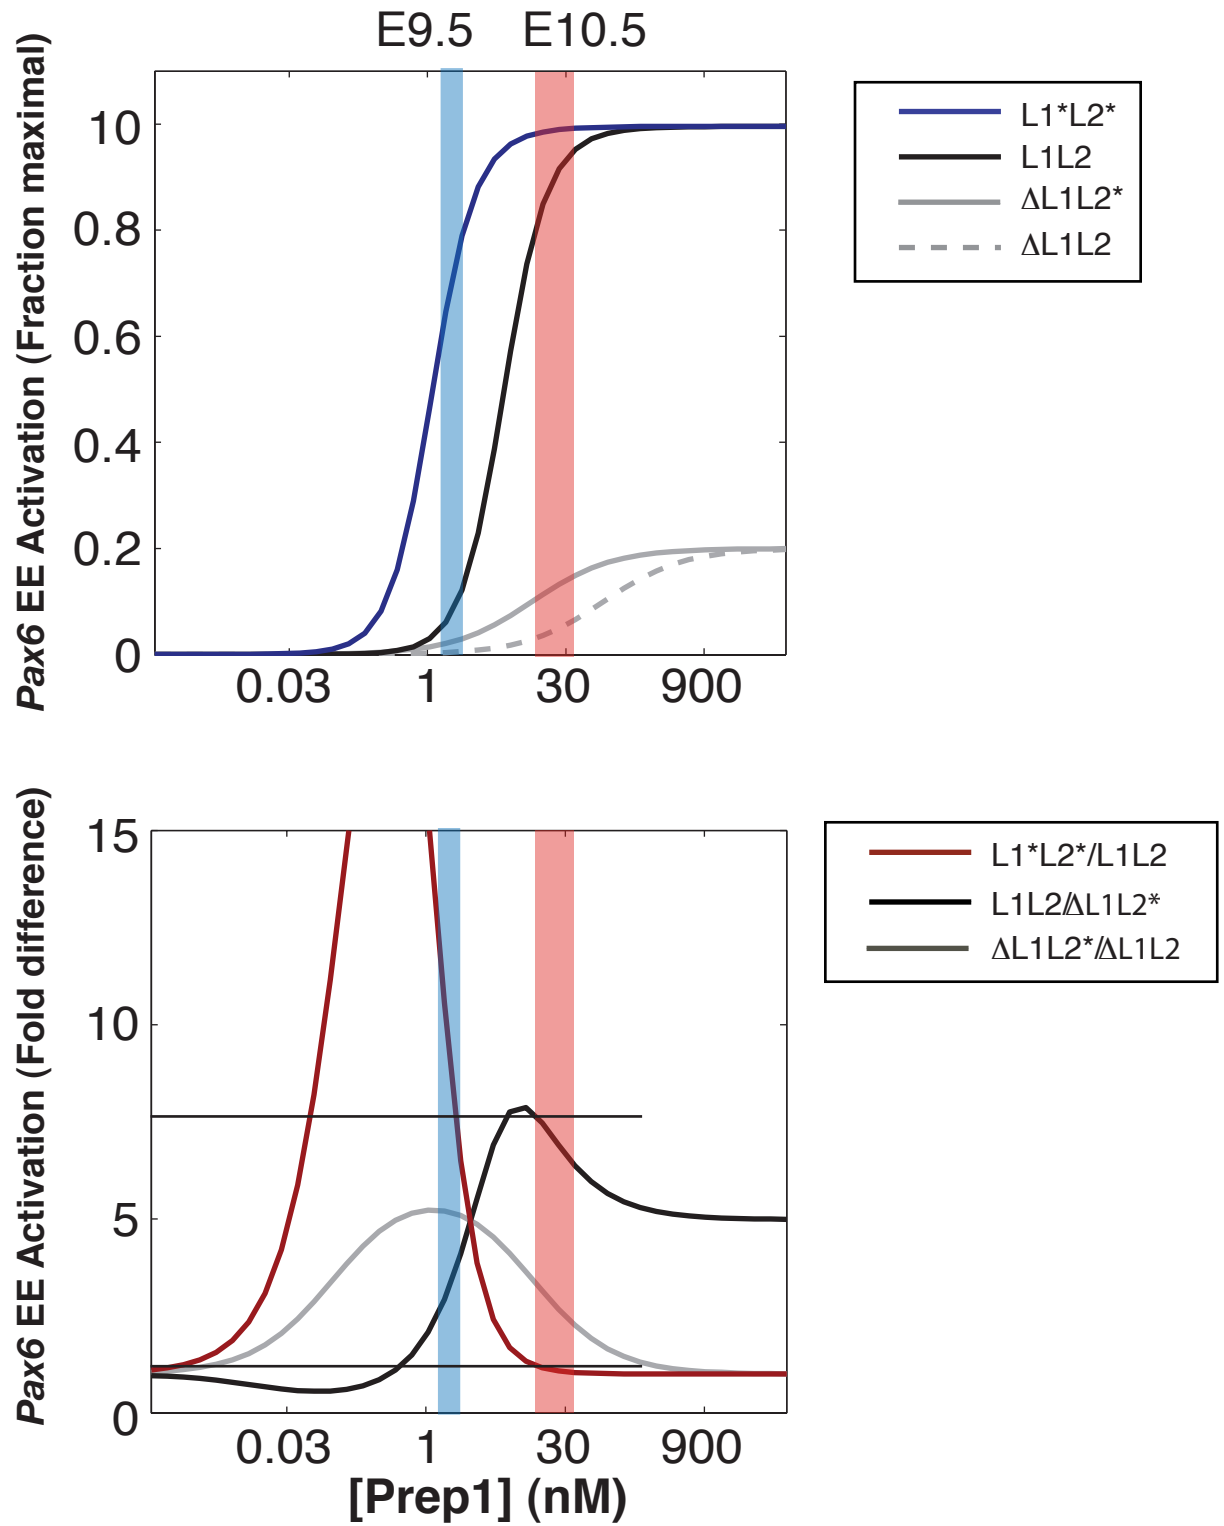 E9.5 E10.5
Pax6 EE Activation (Fraction maximal)
10
0.8
0.6
0.4
0.2
0
0.03 1 30 900
L1*L2*
L1L2
ΔL1L2*
ΔL1L2
Pax6 EE Activation (Fold difference)
15
10
5
0
0.03 1 30 900
[Prep1] (nM)
L1*L2*/L1L2
L1L2/ΔL1L2*
ΔL1L2*/ΔL1L2